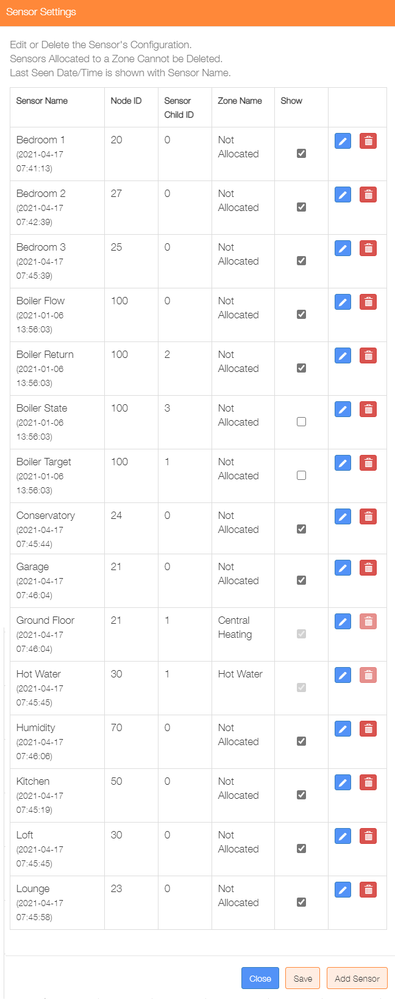 Sensor Settings
Edit or Delete the Sensor's Configuration.
Sensors Allocated to a Zone Cannot be Deleted.
Last Seen Date/Time is shown with Sensor Name.
Sensor Name Node ID Sensor Zone Name Show
Child ID
Bedroom 1 20 0 Not
(2021-04-17 Allocated
07:41:13)
Bedroom 2 27 0 Not
(2021-04-17 Allocated
07:42:39)
Bedroom 3 25 0 Not
(2021-04-17 Allocated
07:45:39)
Boiler Flow 100 0 Not
(2021-01-06 Allocated
13:56:03)
Boiler Return 100 2 Not
(2021-01-06 Allocated
13:56:03)
Boiler State 100 3 Not
(2021-01-06 Allocated
13:56:03)
Boiler Target 100 1 Not
(2021-01-06 Allocated
13:56:03)
Conservatory 24 0 Not
(2021-04-17 Allocated
07:45:44)
Garage 21 0 Not
(2021-04-17 Allocated
07:46:04)
Ground Floor 21 1 Central
(2021-04-17 Heating
07:46:04)
Hot Water 30 1 Hot Water
(2021-04-17
07:45:45)
Humidity 70 0 Not
(2021-04-17 Allocated
07:46:06)
Kitchen 50 0 Not
(2021-04-17 Allocated
07:45:19)
Loft 30 0 Not
(2021-04-17 Allocated
07:45:45)
Lounge 23 0 Not
(2021-04-17 Allocated
07:45:58)
Close Save Add Sensor